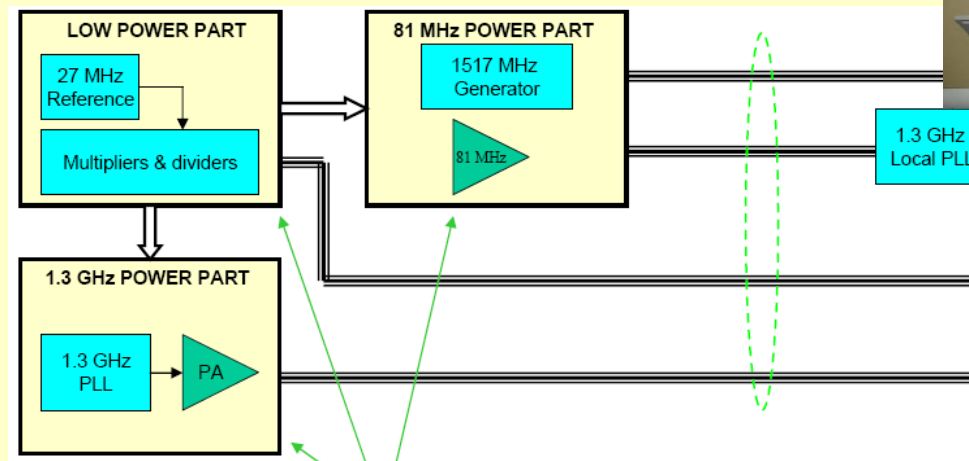 LOW POWER PART
27 MHz
Reference
Multipliers & dividers
81 MHz POWER PART
1517 MHz
Generator
81 MHz
1.3 GHz
Local PLL
1.3 GHz POWER PART
1.3 GHz
PLL
PA